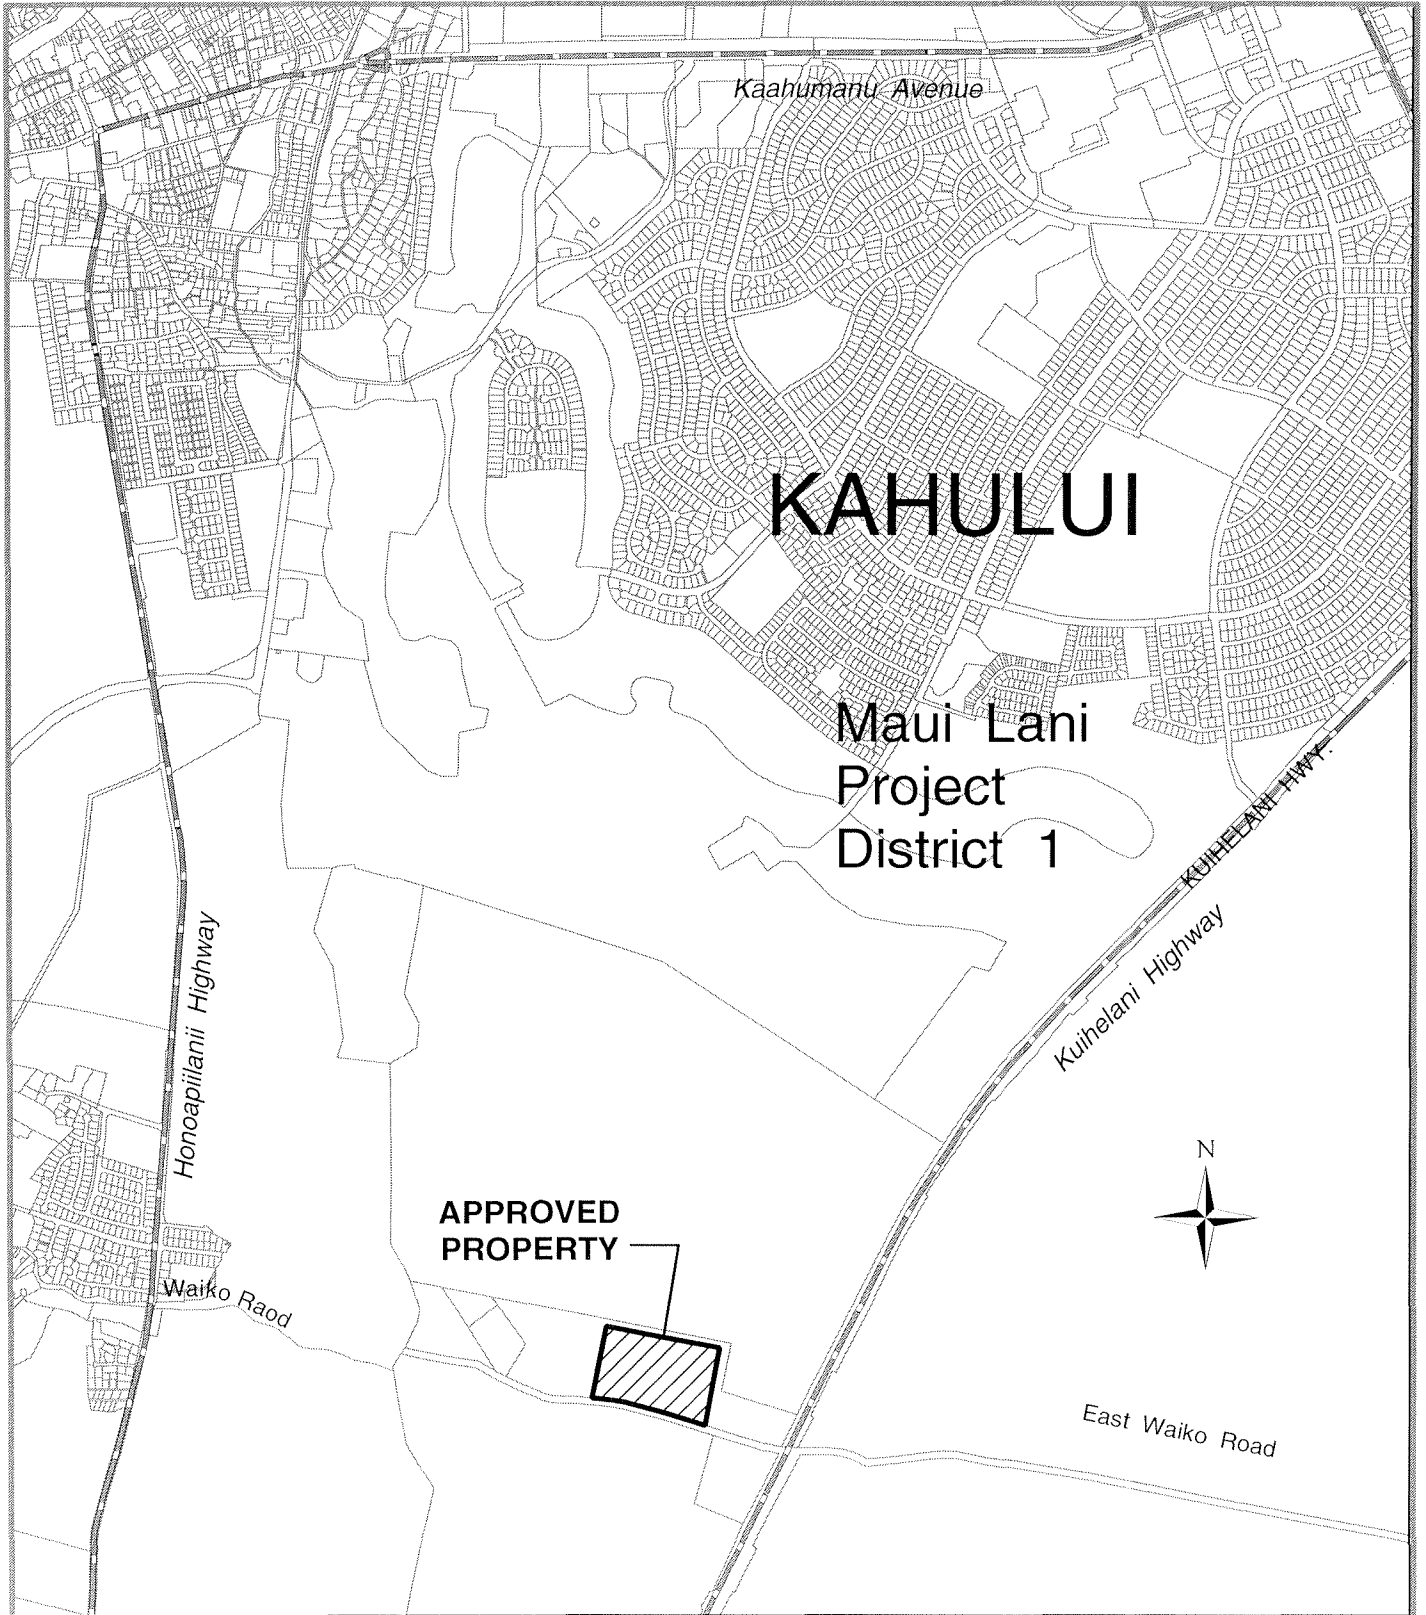 Kaahumanu Avenue
KAHULUI
Maui Lani
Project
District 1
KUIHELANI HWY.
Kuihelani Highway
Honoapiilanii Highway
N
APPROVED
PROPERTY
Waiko Raod
East Waiko Road